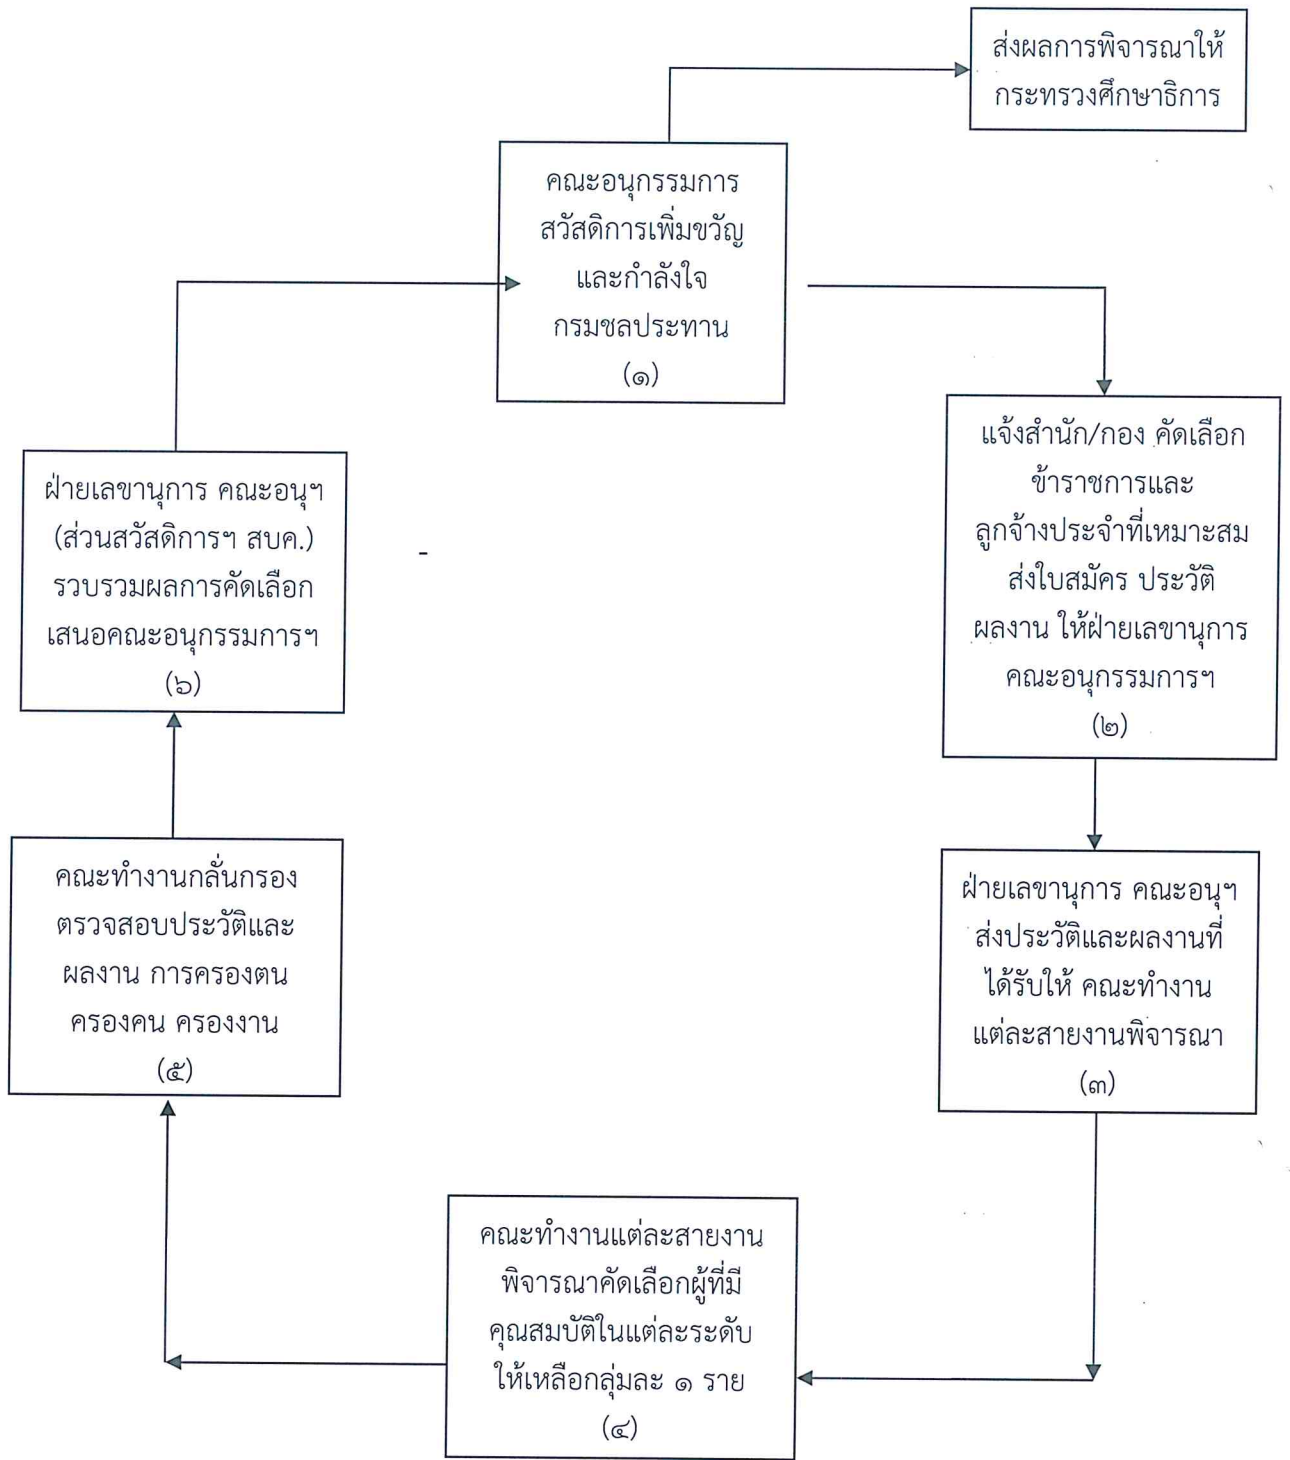 ส่งผลการพิจารณาให้
กระทรวงศึกษาธิการ
คณะอนุกรรมการ
สวัสดิการเพิ่มขวัญ
และกำลังใจ
กรมชลประทาน
(๑)
แจ้งสำนัก/กอง คัดเลือก
ข้าราชการและ
ลูกจ้างประจำที่เหมาะสม
ส่งใบสมัคร ประวัติ
ผลงาน ให้ฝ่ายเลขานุการ
คณะอนุกรรมการฯ
(๒)
ฝ่ายเลขานุการ คณะอนุฯ
ส่งประวัติและผลงานที่
ได้รับให้ คณะทำงาน
แต่ละสายงานพิจารณา
(๓)
คณะทำงานแต่ละสายงาน
พิจารณาคัดเลือกผู้ที่มี
คุณสมบัติในแต่ละระดับ
ให้เหลือกลุ่มละ ๑ ราย
(๔)
คณะทำงานกลั่นกรอง
ตรวจสอบประวัติและ
ผลงาน การครองตน
ครองคน ครองงาน
(๕)
ฝ่ายเลขานุการ คณะอนุฯ
(ส่วนสวัสดิการฯ สบค.)
รวบรวมผลการคัดเลือก
เสนอคณะอนุกรรมการฯ
(๖)